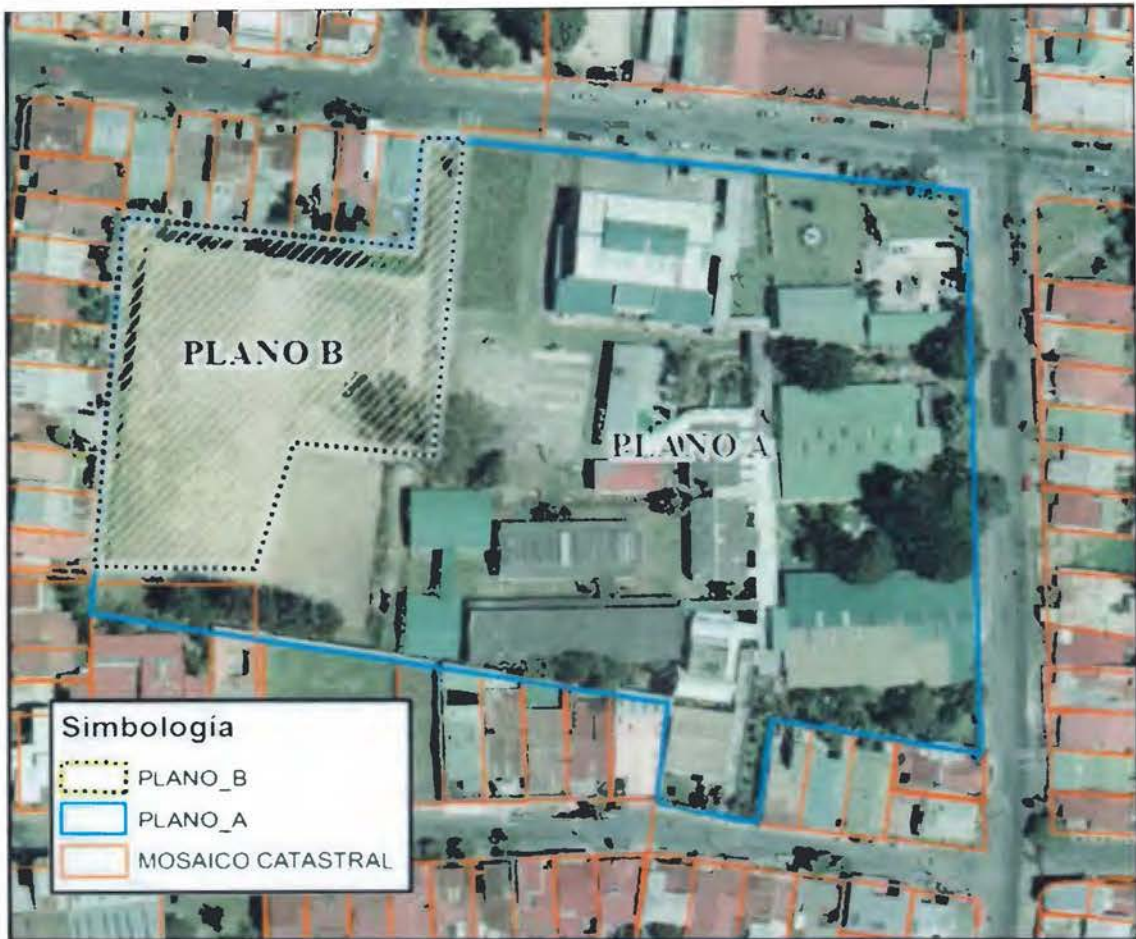 PLANO B
PLANO A
Simbología
PLANO_B
PLANO_A
MOSAICO CATASTRAL